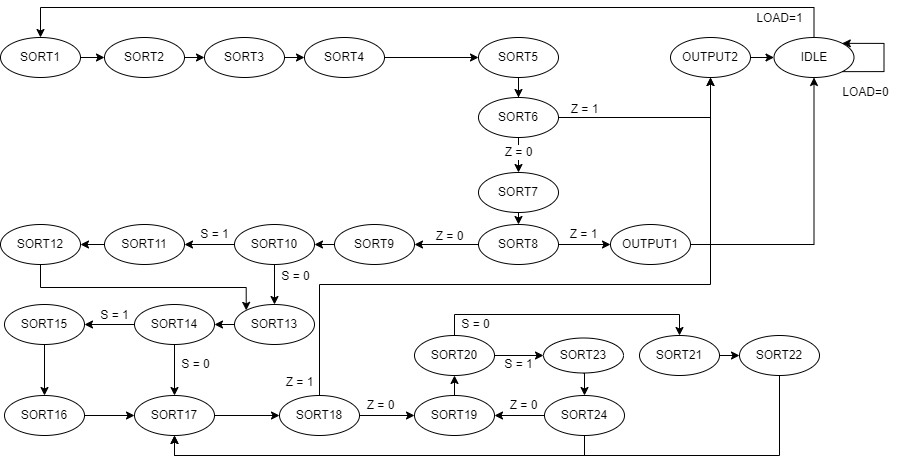 LOAD=1
SORT1
SORT2
SORT3
SORT4
SORT5
OUTPUT2
IDLE
LOAD=0
SORT6
Z = 1
Z = 0
SORT7
SORT12
SORT11
S = 1
SORT10
SORT9
Z = 0
SORT8
Z = 1
OUTPUT1
S = 0
SORT15
S = 1
SORT14
SORT13
S = 0
SORT20
S = 1
SORT23
SORT21
SORT22
S = 0
Z = 1
SORT16
SORT17
SORT18
Z = 0
SORT19
Z = 0
SORT24